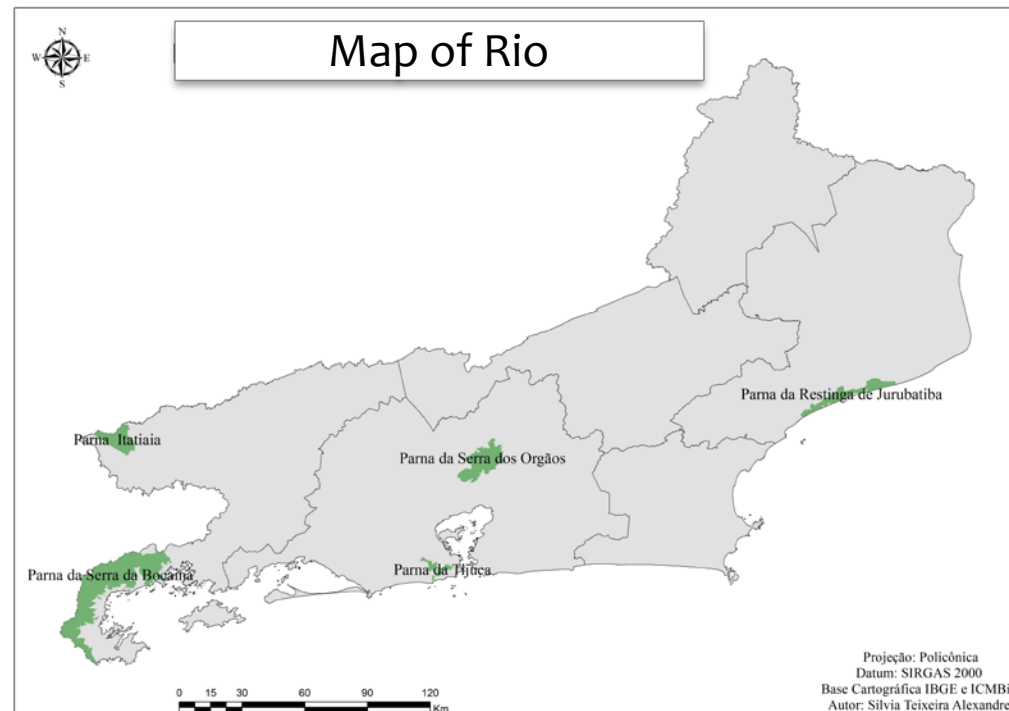 N
W E
S
Map of Rio
Parna da Restinga de Jurubatiba
Parna Itatiaia
Parna da Serra dos Orgãos
Parna da Serra da Bocaina
Parna da Tijuca
0 15 30 60 90 120
Km
Projeção: Policônica
Datum: SIRGAS 2000
Base Cartográfica IBGE e ICMBi
Autor: Silvia Teixeira Alexandre